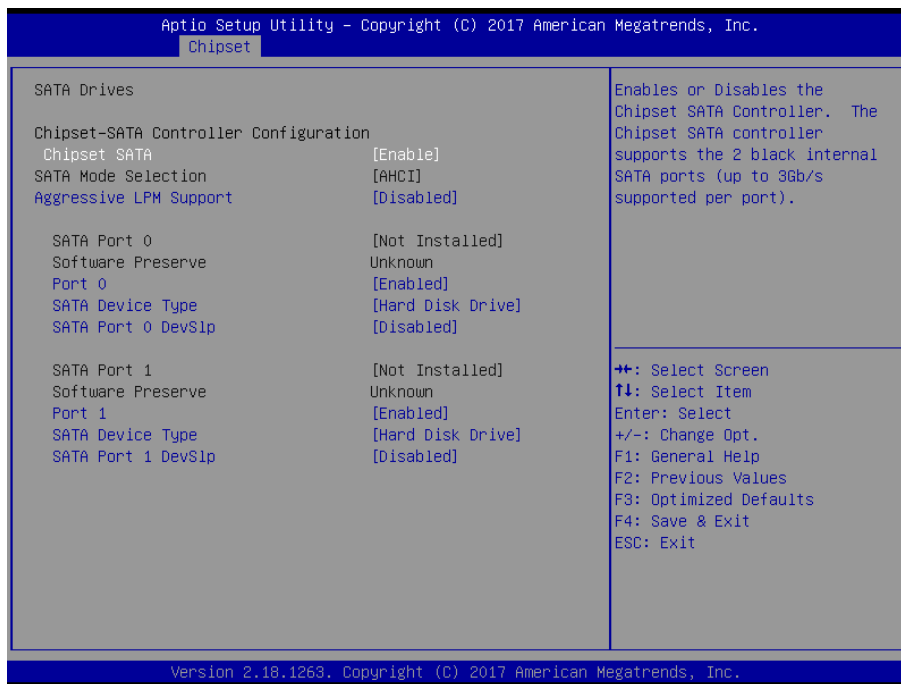 Aptio Setup Utility – Copyright (C) 2017 American Megatrends, Inc.
Chipset
SATA Drives
Chipset-SATA Controller Configuration
Chipset SATA [Enable]
SATA Mode Selection [AHCI]
Aggressive LPM Support [Disabled]
SATA Port 0 [Not Installed]
Software Preserve Unknown
Port 0 [Enabled]
SATA Device Type [Hard Disk Drive]
SATA Port 0 DevSlp [Disabled]
SATA Port 1 [Not Installed]
Software Preserve Unknown
Port 1 [Enabled]
SATA Device Type [Hard Disk Drive]
SATA Port 1 DevSlp [Disabled]
Enables or Disables the
Chipset SATA Controller. The
Chipset SATA controller
supports the 2 black internal
SATA ports (up to 3Gb/s
supported per port).
→←: Select Screen
↑↓: Select Item
Enter: Select
+/-: Change Opt.
F1: General Help
F2: Previous Values
F3: Optimized Defaults
F4: Save & Exit
ESC: Exit
Version 2.18.1263. Copyright (C) 2017 American Megatrends, Inc.